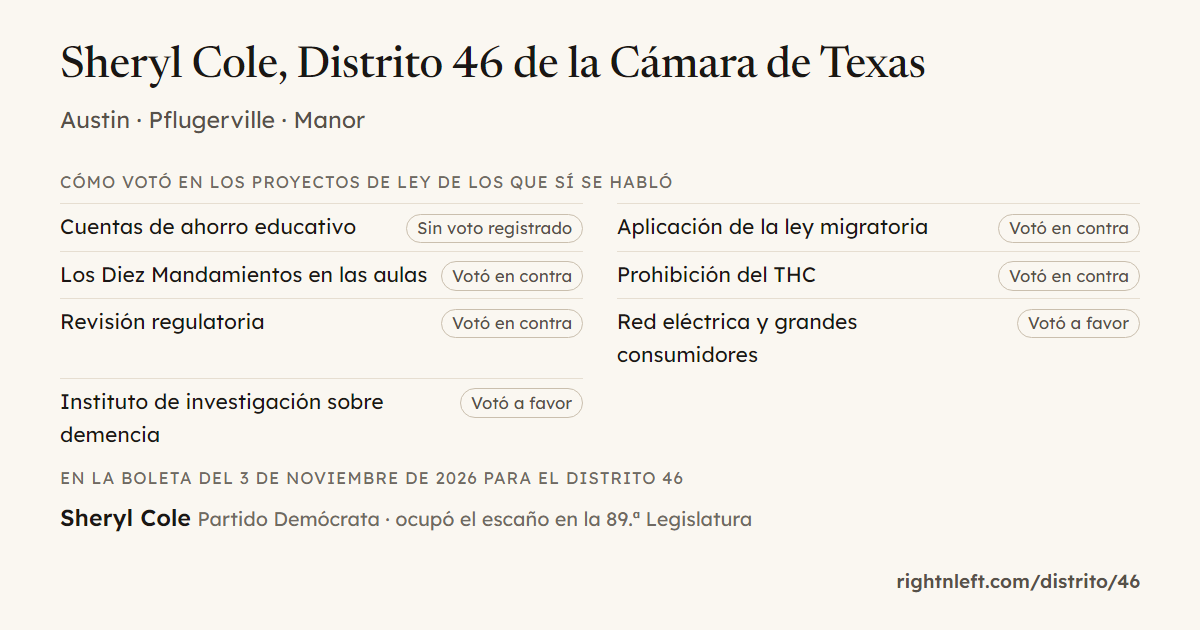 Sheryl Cole, Distrito 46 de la Cámara de Texas
Austin · Pflugerville · Manor
CÓMO VOTÓ EN LOS PROYECTOS DE LEY DE LOS QUE SÍ SE HABLÓ
Cuentas de ahorro educativo Sin voto registrado
Aplicación de la ley migratoria Votó en contra
Los Diez Mandamientos en las aulas Votó en contra
Prohibición del THC Votó en contra
Revisión regulatoria Votó en contra
Red eléctrica y grandes Votó a favor
consumidores
Instituto de investigación sobre Votó a favor
demencia
EN LA BOLETA DEL 3 DE NOVIEMBRE DE 2026 PARA EL DISTRITO 46
Sheryl Cole Partido Demócrata · ocupó el escaño en la 89.ª Legislatura
rightnleft.com/distrito/46